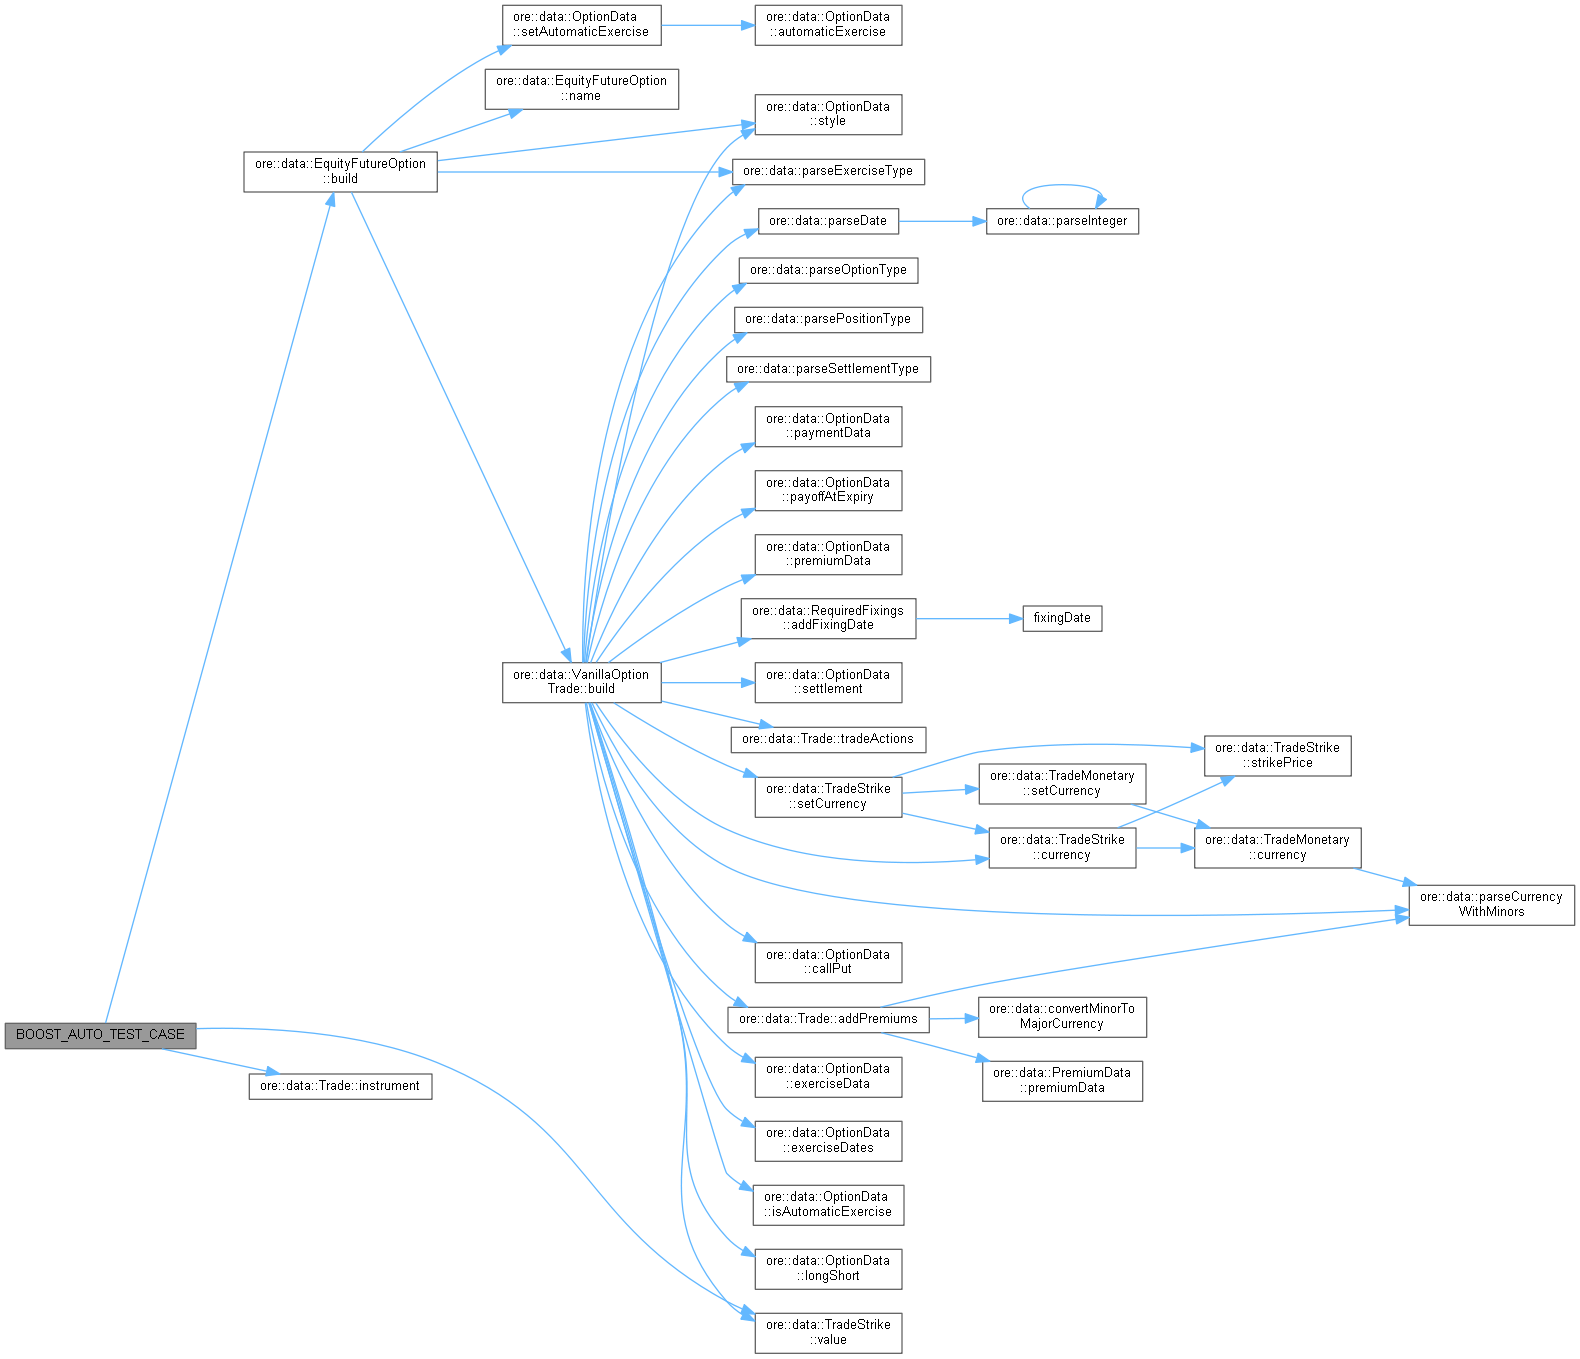 ore::data::OptionData
::setAutomaticExercise
ore::data::OptionData
::automaticExercise
ore::data::EquityFutureOption
::name
ore::data::OptionData
::style
ore::data::EquityFutureOption
::build
ore::data::parseExerciseType
ore::data::parseDate
ore::data::parseInteger
ore::data::parseOptionType
ore::data::parsePositionType
ore::data::parseSettlementType
ore::data::OptionData
::paymentData
ore::data::OptionData
::payoffAtExpiry
ore::data::OptionData
::premiumData
ore::data::RequiredFixings
::addFixingDate
fixingDate
ore::data::VanillaOption
Trade::build
ore::data::OptionData
::settlement
ore::data::Trade::tradeActions
ore::data::TradeStrike
::strikePrice
ore::data::TradeStrike
::setCurrency
ore::data::TradeMonetary
::setCurrency
ore::data::TradeStrike
::currency
ore::data::TradeMonetary
::currency
ore::data::parseCurrency
WithMinors
ore::data::OptionData
::callPut
ore::data::Trade::addPremiums
ore::data::convertMinorTo
MajorCurrency
BOOST_AUTO_TEST_CASE
ore::data::Trade::instrument
ore::data::OptionData
::exerciseData
ore::data::PremiumData
::premiumData
ore::data::OptionData
::exerciseDates
ore::data::OptionData
::isAutomaticExercise
ore::data::OptionData
::longShort
ore::data::TradeStrike
::value